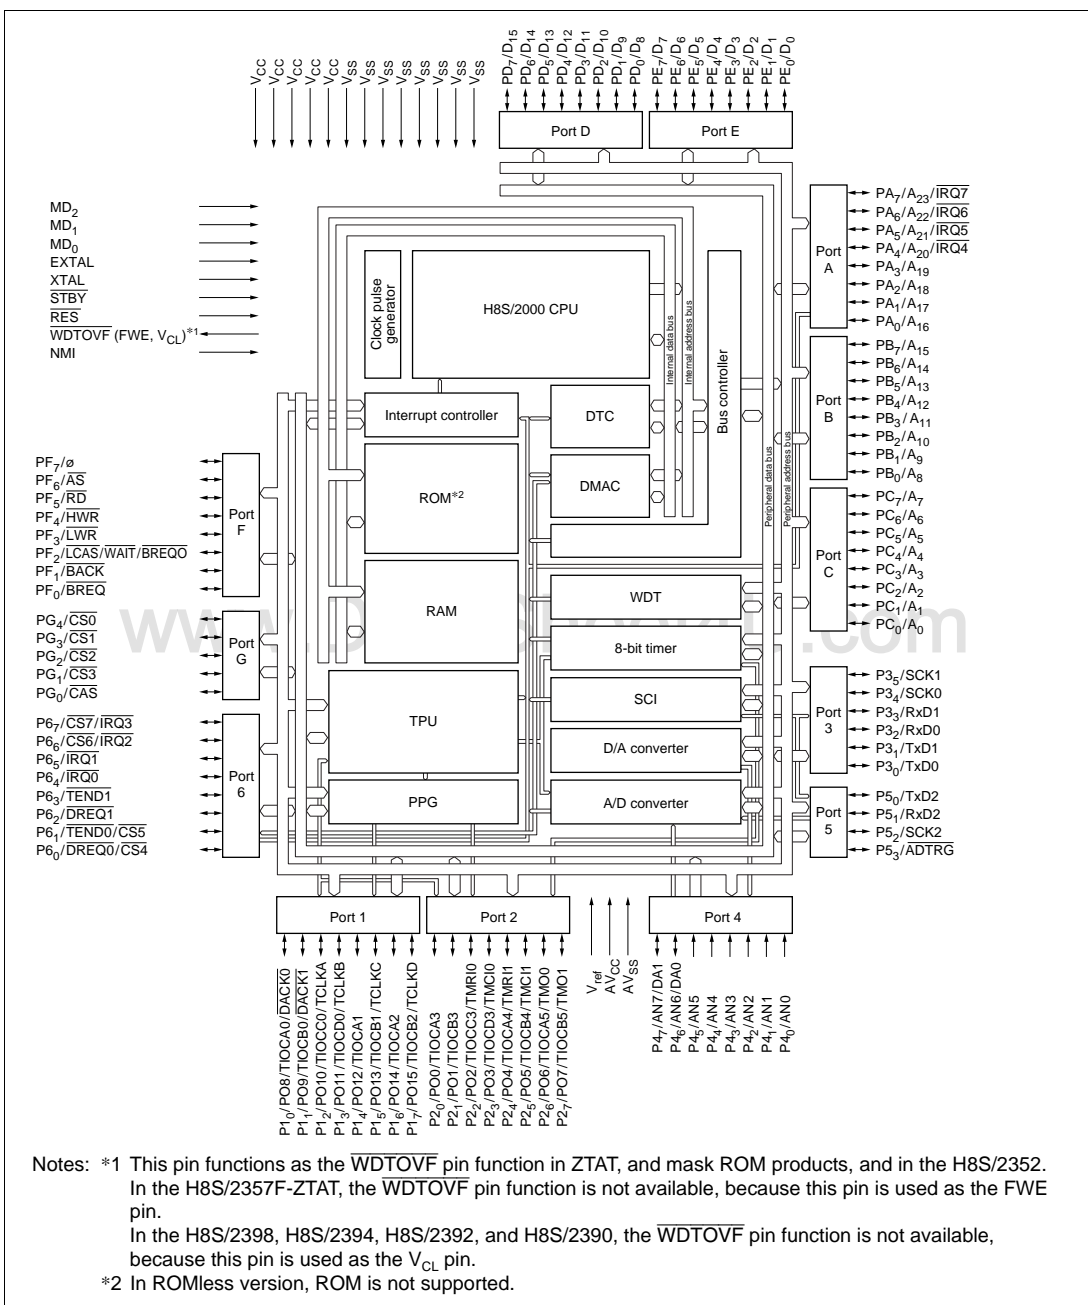 VCC
VCC
VCC
VCC
VCC
VSS
VSS
VSS
VSS
VSS
VSS
VSS
VSS
PD7/D15
PD6/D14
PD5/D13
PD4/D12
PD3/D11
PD2/D10
PD1/D9
PD0/D8
PE7/D7
PE6/D6
PE5/D5
PE4/D4
PE3/D3
PE2/D2
PE1/D1
PE0/D0
Port D
Port E
MD2
MD1
MD0
EXTAL
XTAL
STBY
RES
WDTOVF (FWE, VCL)*1
NMI
Clock pulse generator
H8S/2000 CPU
Internal data bus
Internal address bus
Bus controller
Interrupt controller
DTC
ROM*2
DMAC
RAM
WDT
8-bit timer
TPU
SCI
D/A converter
PPG
A/D converter
Peripheral data bus
Peripheral address bus
Port A
PA7/A23/IRQ7
PA6/A22/IRQ6
PA5/A21/IRQ5
PA4/A20/IRQ4
PA3/A19
PA2/A18
PA1/A17
PA0/A16
Port B
PB7/A15
PB6/A14
PB5/A13
PB4/A12
PB3/A11
PB2/A10
PB1/A9
PB0/A8
Port C
PC7/A7
PC6/A6
PC5/A5
PC4/A4
PC3/A3
PC2/A2
PC1/A1
PC0/A0
Port 3
P35/SCK1
P34/SCK0
P33/RxD1
P32/RxD0
P31/TxD1
P30/TxD0
Port 5
P50/TxD2
P51/RxD2
P52/SCK2
P53/ADTRG
PF7/ø
PF6/AS
PF5/RD
PF4/HWR
PF3/LWR
PF2/LCAS/WAIT/BREQO
PF1/BACK
PF0/BREQ
Port F
PG4/CS0
PG3/CS1
PG2/CS2
PG1/CS3
PG0/CAS
Port G
P67/CS7/IRQ3
P66/CS6/IRQ2
P65/IRQ1
P64/IRQ0
P63/TEND1
P62/DREQ1
P61/TEND0/CS5
P60/DREQ0/CS4
Port 6
Port 1
Port 2
Port 4
P10/PO8/TIOCA0/DACK0
P11/PO9/TIOCB0/DACK1
P12/PO10/TIOCC0/TCLKA
P13/PO11/TIOCD0/TCLKB
P14/PO12/TIOCA1
P15/PO13/TIOCB1/TCLKC
P16/PO14/TIOCA2
P17/PO15/TIOCB2/TCLKD
P20/PO0/TIOCA3
P21/PO1/TIOCB3
P22/PO2/TIOCC3/TMRI0
P23/PO3/TIOCD3/TMCI0
P24/PO4/TIOCA4/TMRI1
P25/PO5/TIOCB4/TMCI1
P26/PO6/TIOCA5/TMO0
P27/PO7/TIOCB5/TMO1
Vref
AVCC
AVSS
P47/AN7/DA1
P46/AN6/DA0
P45/AN5
P44/AN4
P43/AN3
P42/AN2
P41/AN1
P40/AN0
Notes: *1 This pin functions as the WDTOVF pin function in ZTAT, and mask ROM products, and in the H8S/2352.
In the H8S/2357F-ZTAT, the WDTOVF pin function is not available, because this pin is used as the FWE
pin.
In the H8S/2398, H8S/2394, H8S/2392, and H8S/2390, the WDTOVF pin function is not available,
because this pin is used as the VCL pin.
*2 In ROMless version, ROM is not supported.